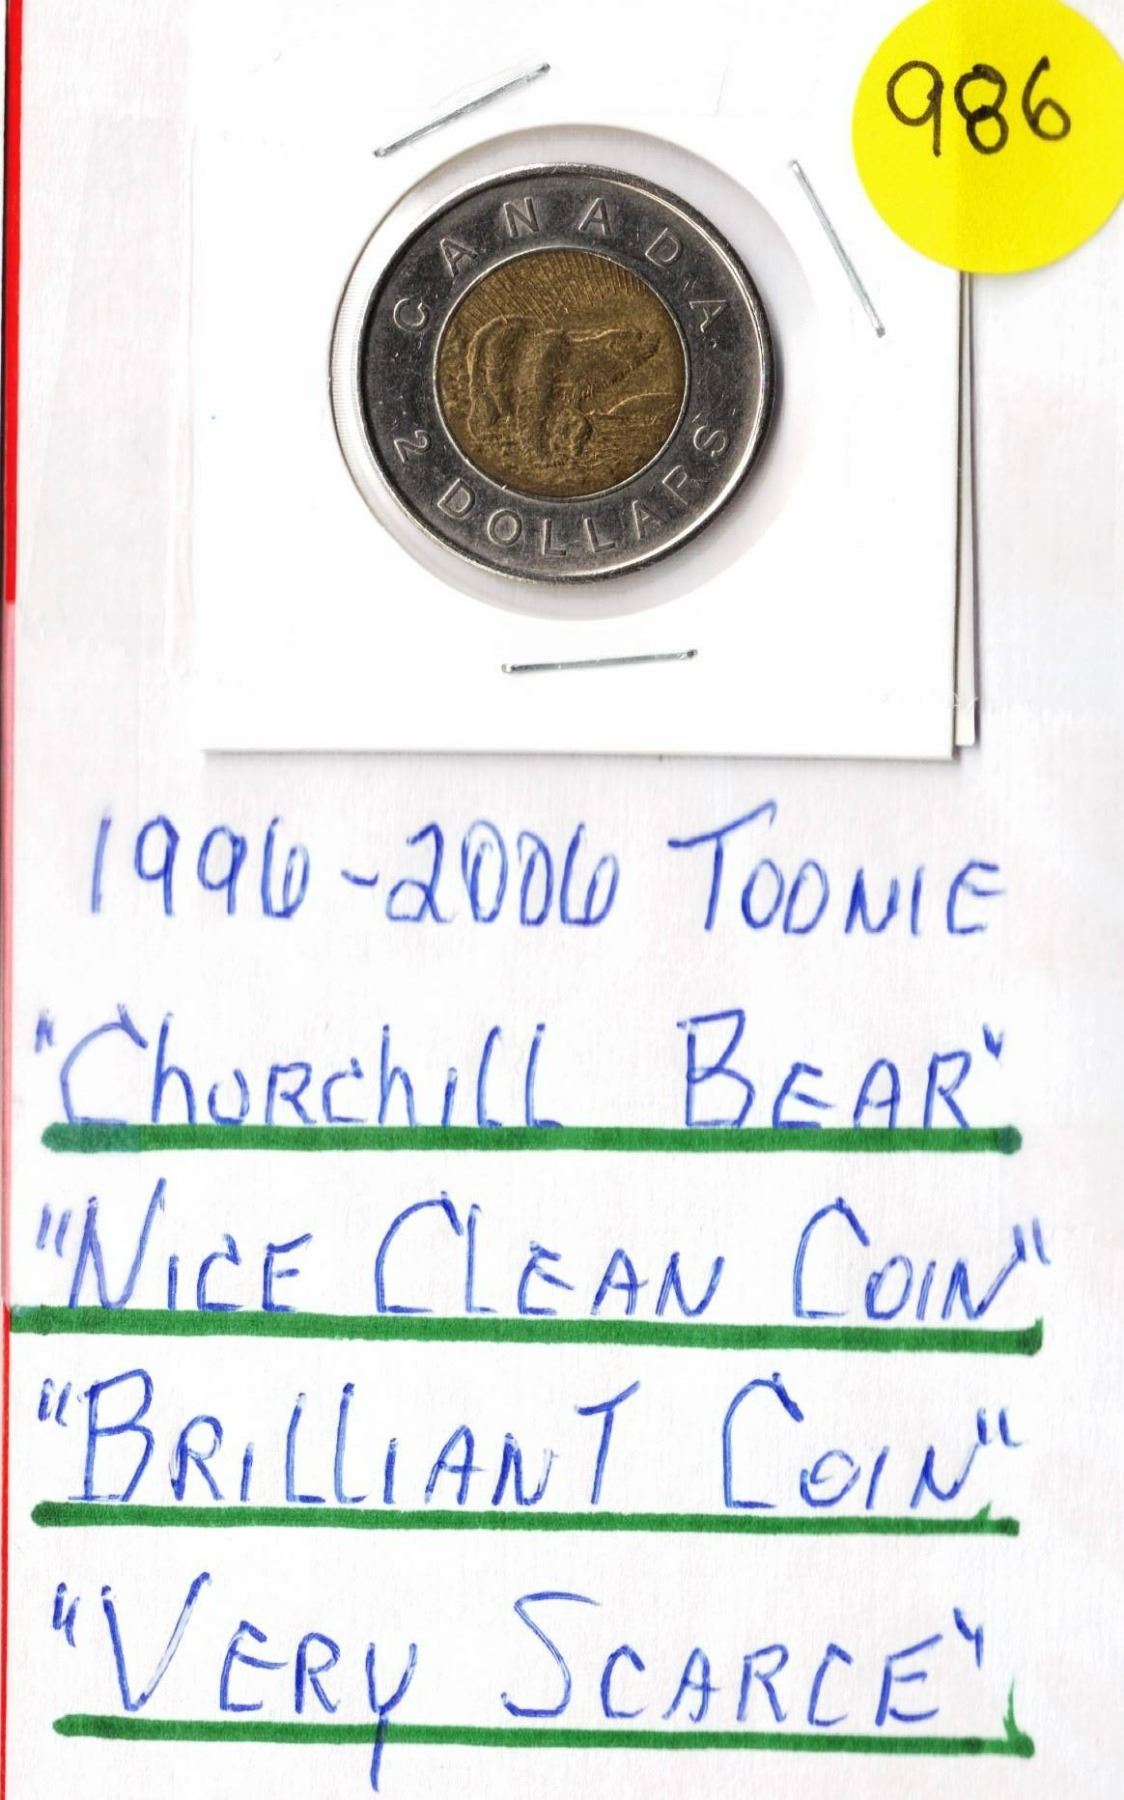 986
CANADA
2 DOLLARS
1996-2006 TOONIE
"ChURChILL BEAR"
"NICE CLEAN COIN"
"BRILLIANT COIN"
"VERY SCARCE"